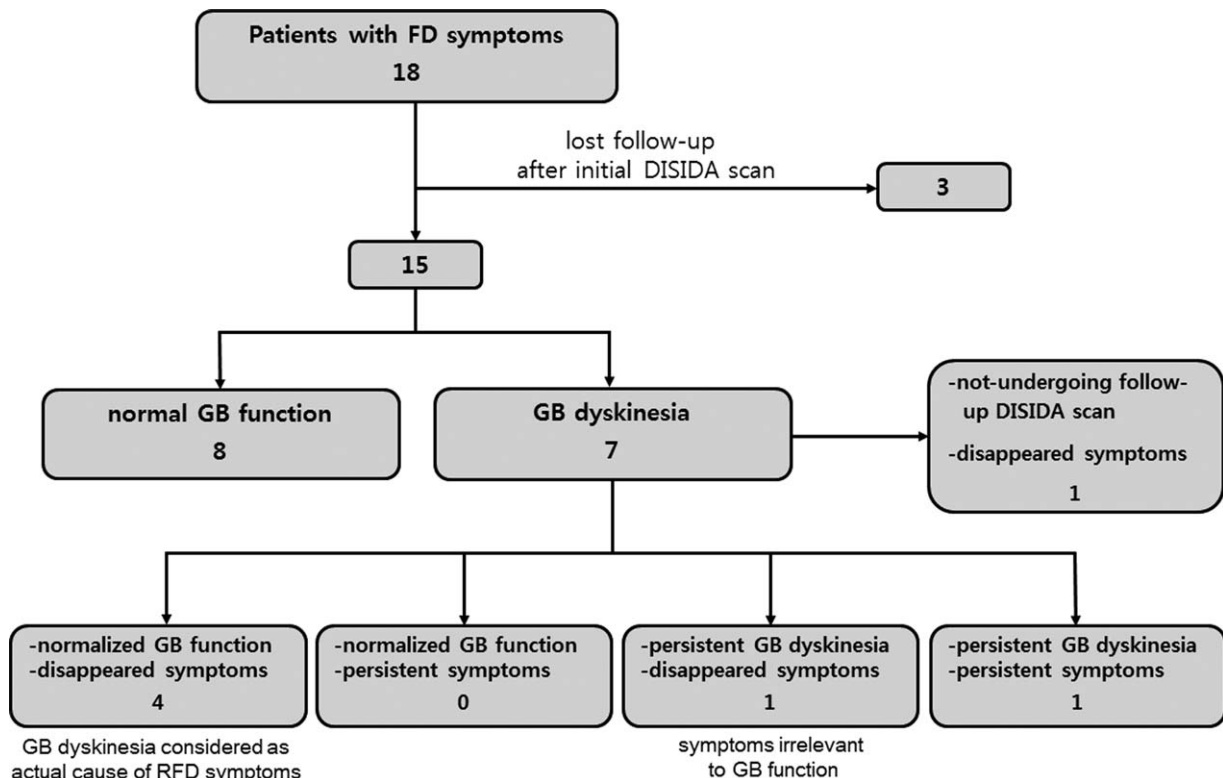 Patients with FD symptoms
18
lost follow-up
after initial DISIDA scan
3
15
normal GB function
8
GB dyskinesia
7
-not-undergoing follow-
up DISIDA scan
-disappeared symptoms
1
-normalized GB function
-disappeared symptoms
4
-normalized GB function
-persistent symptoms
0
-persistent GB dyskinesia
-disappeared symptoms
1
-persistent GB dyskinesia
-persistent symptoms
1
GB dyskinesia considered as
actual cause of RFD symptoms
symptoms irrelevant
to GB function